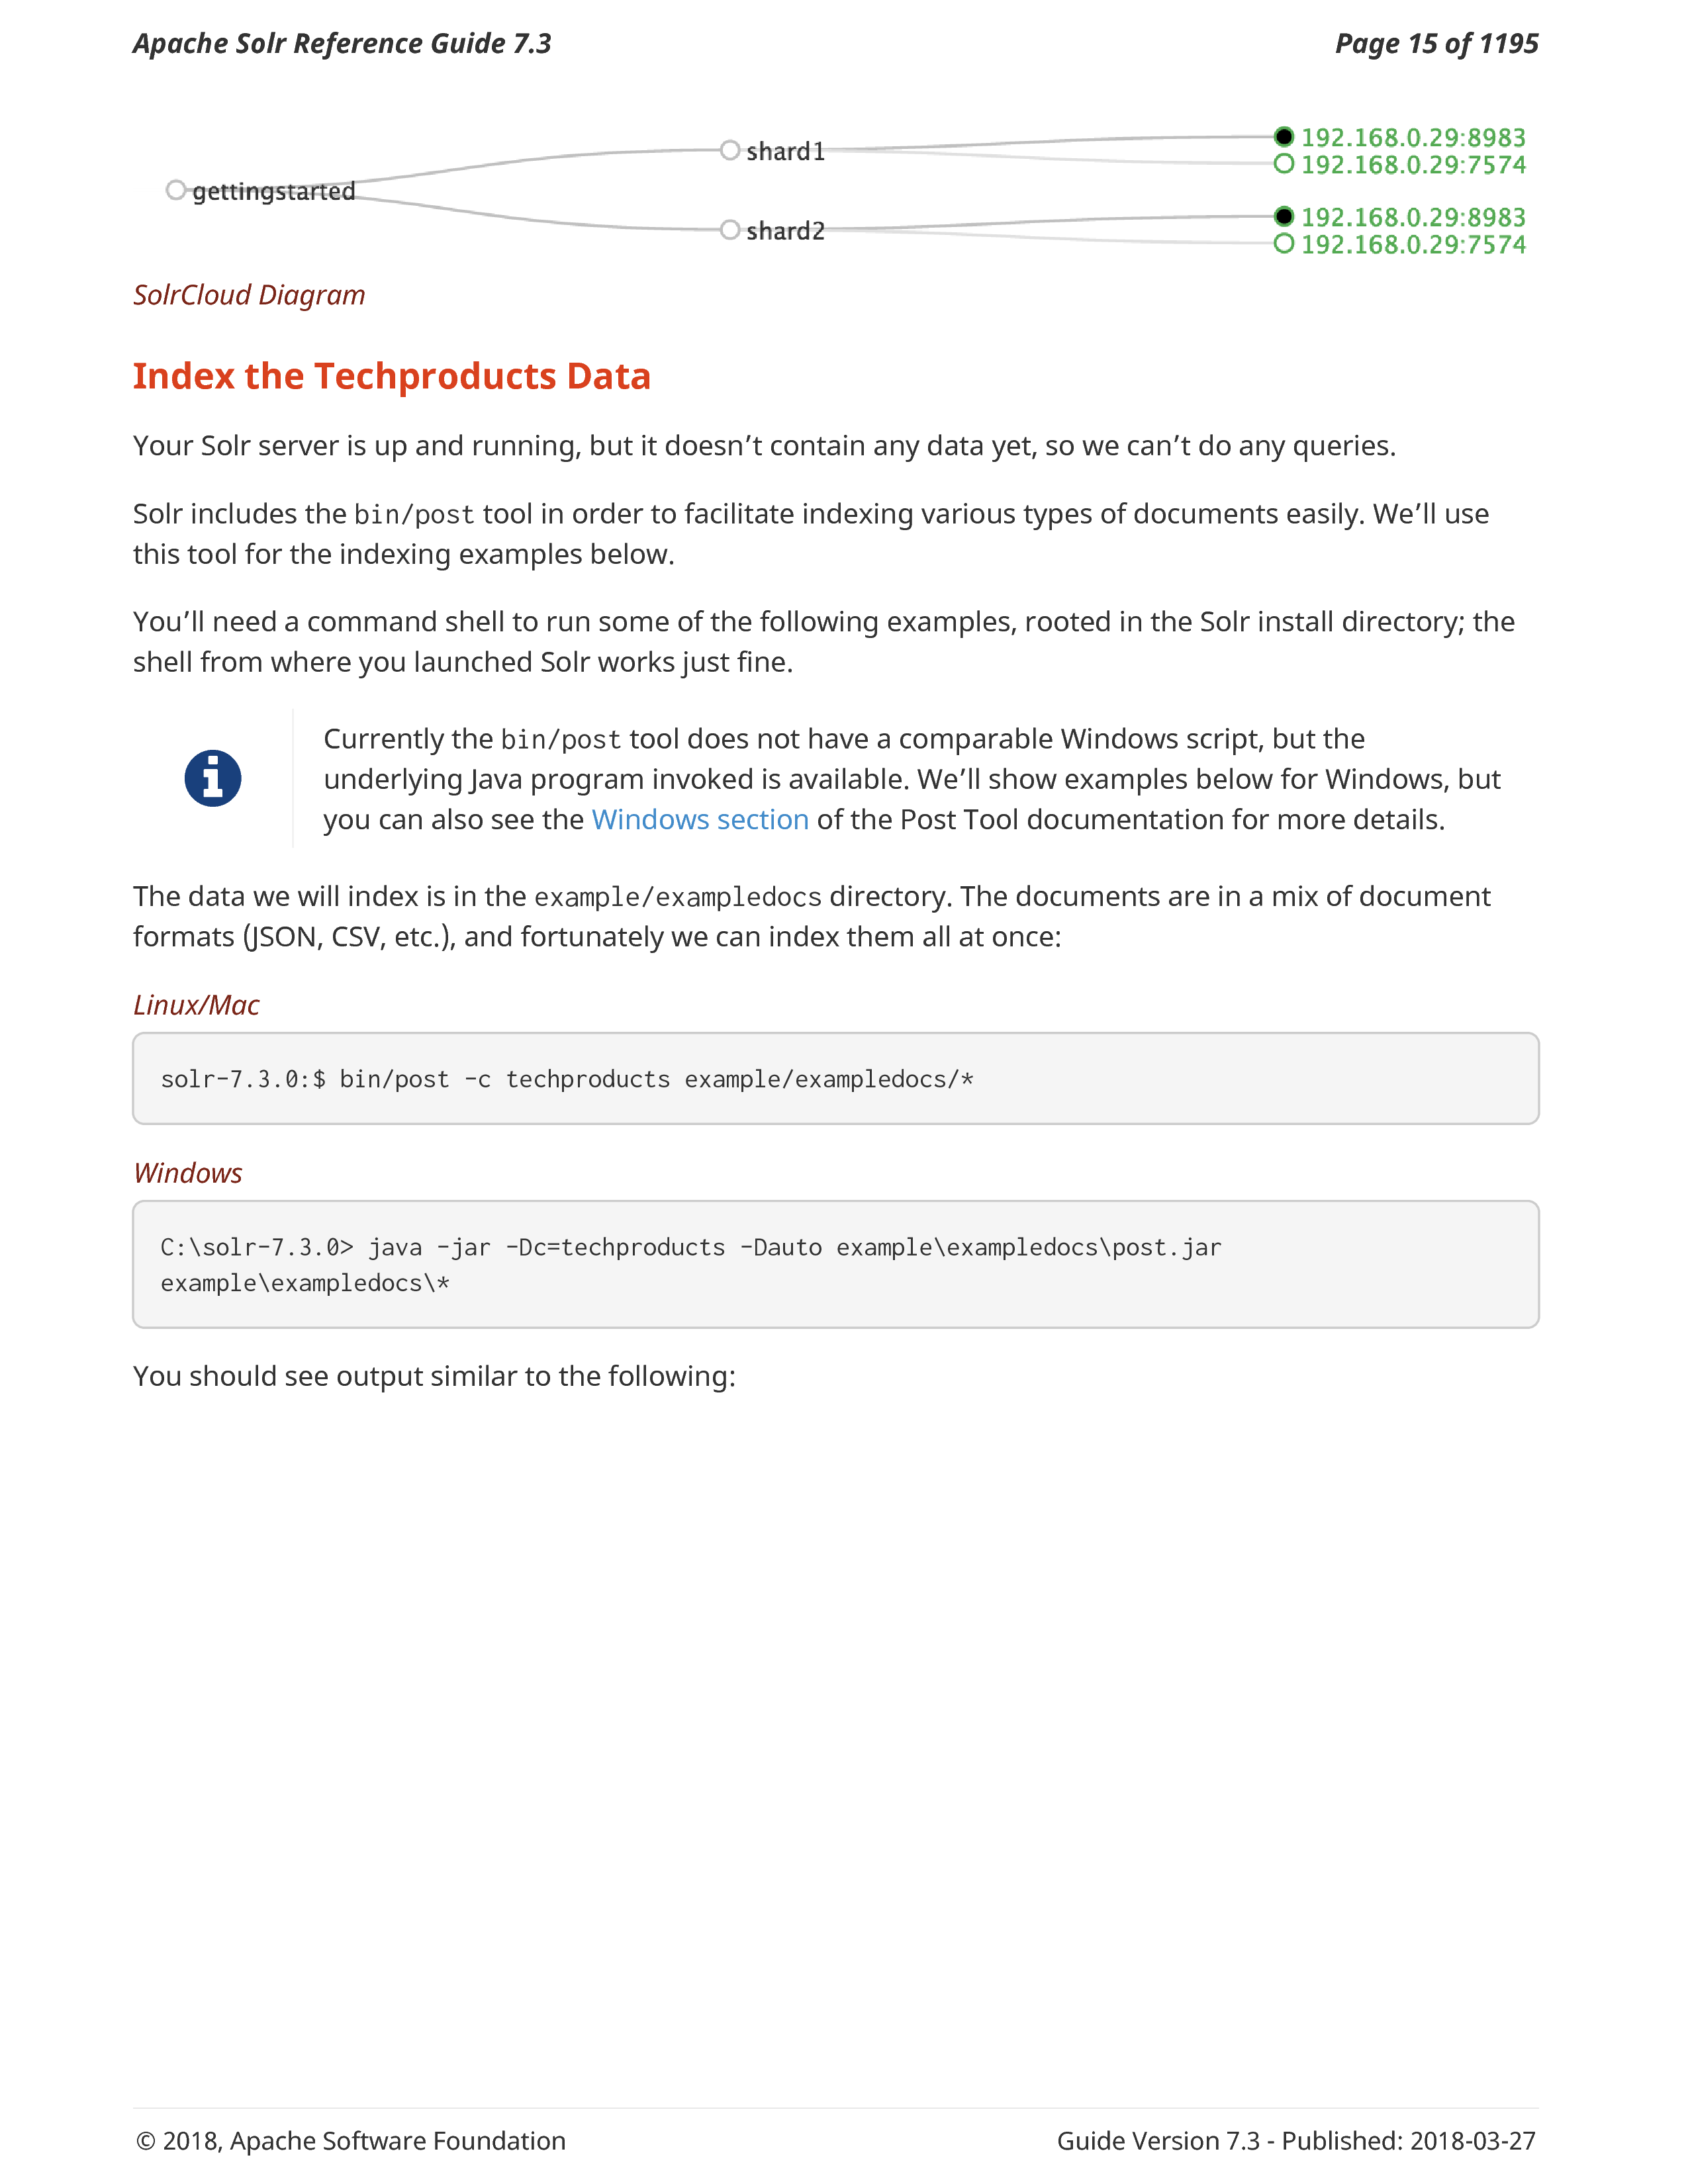 Apache Solr Reference Guide 7.3 Page 15 of 1195
shard1 192.168.0.29:8983
192.168.0.29:7574
gettingstarted
shard2 192.168.0.29:8983
192.168.0.29:7574
SolrCloud Diagram
Index the Techproducts Data
Your Solr server is up and running, but it doesn’t contain any data yet, so we can’t do any queries.
Solr includes the bin/post tool in order to facilitate indexing various types of documents easily. We’ll use
this tool for the indexing examples below.
You’ll need a command shell to run some of the following examples, rooted in the Solr install directory; the
shell from where you launched Solr works just fine.
Currently the bin/post tool does not have a comparable Windows script, but the
underlying Java program invoked is available. We’ll show examples below for Windows, but
you can also see the Windows section of the Post Tool documentation for more details.
The data we will index is in the example/exampledocs directory. The documents are in a mix of document
formats (JSON, CSV, etc.), and fortunately we can index them all at once:
Linux/Mac
solr-7.3.0:$ bin/post -c techproducts example/exampledocs/*
Windows
C:\solr-7.3.0> java -jar -Dc=techproducts -Dauto example\exampledocs\post.jar
example\exampledocs\*
You should see output similar to the following:
© 2018, Apache Software Foundation Guide Version 7.3 - Published: 2018-03-27